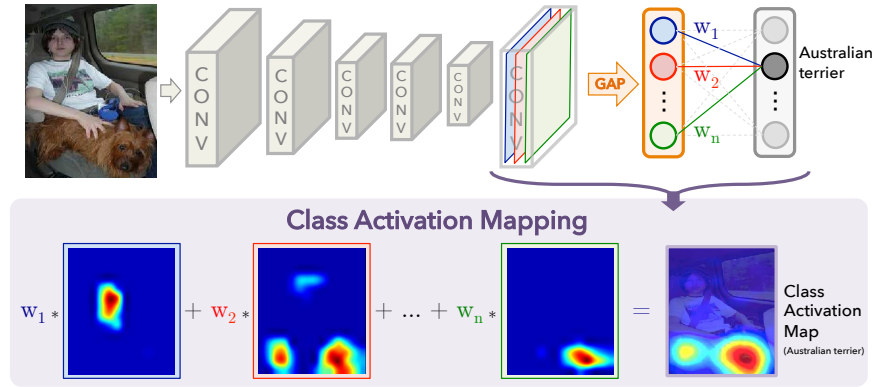 CONV
CONV
CONV
CONV
CONV
CONV
GAP
w1
w2
wn
Australian
terrier
Class Activation Mapping
w1 *
+ w2 *
+ ... + wn *
=
Class
Activation
Map
(Australian terrier)